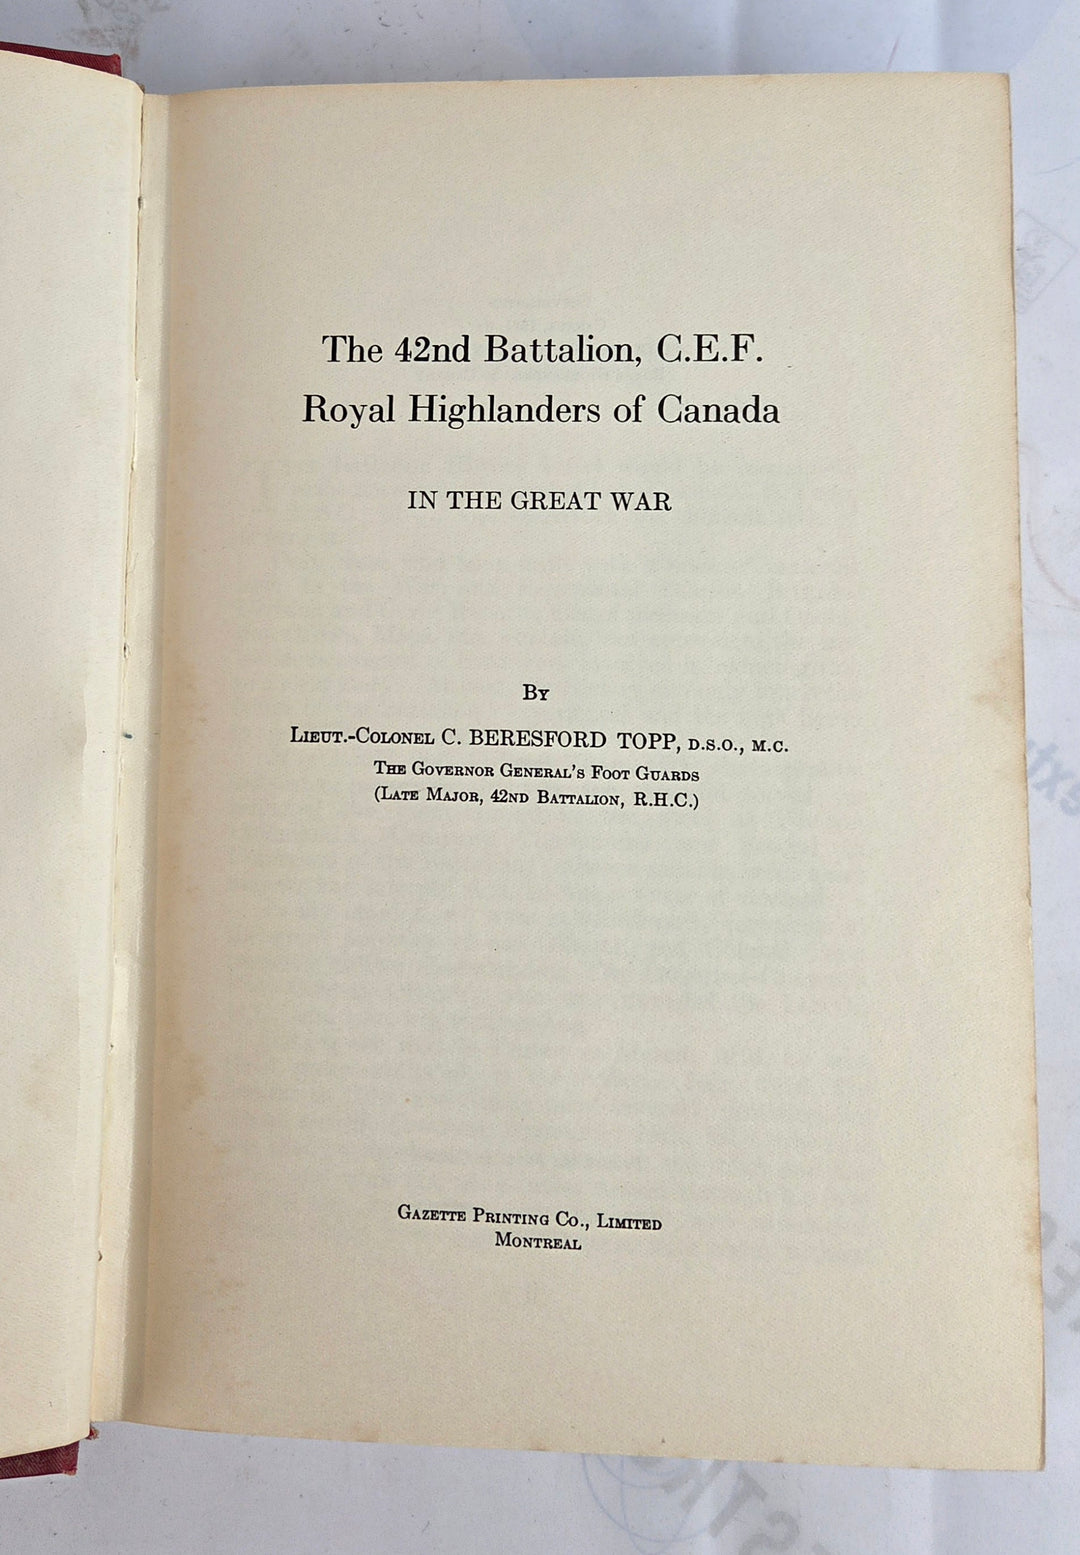 The 42nd Battalion, C.E.F.
Royal Highlanders of Canada
IN THE GREAT WAR
By
Lieut.-Colonel C. BERESFORD TOPP, D.S.O., M.C.
The Governor General's Foot Guards
(Late Major, 42nd Battalion, R.H.C.)
Gazette Printing Co., Limited
Montreal